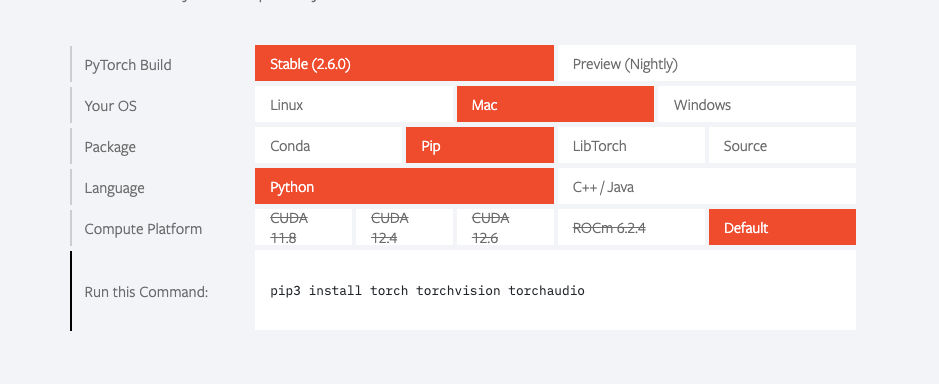 PyTorch Build
Stable (2.6.0)
Preview (Nightly)
Your OS
Linux
Mac
Windows
Package
Conda
Pip
LibTorch
Source
Language
Python
C++ / Java
Compute Platform
CUDA
11.8
CUDA
12.4
CUDA
12.6
ROCm 6.2.4
Default
Run this Command:
pip3 install torch torchvision torchaudio